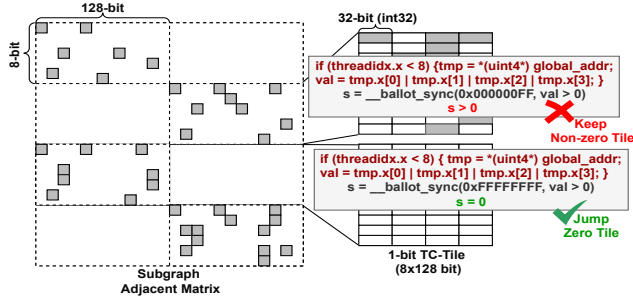 128-bit
32-bit (int32)
8-bit
if (threadidx.x < 8) {tmp = *(uint4*) global_addr;
val = tmp.x[0] | tmp.x[1] | tmp.x[2] | tmp.x[3]; }
s = __ballot_sync(0x000000FF, val > 0)
s > 0
Keep
Non-zero Tile
if (threadidx.x < 8) { tmp = *(uint4*) global_addr;
val = tmp.x[0] | tmp.x[1] | tmp.x[2] | tmp.x[3]; }
s = __ballot_sync(0xFFFFFFFF, val > 0)
s = 0
Jump
Zero Tile
1-bit TC-Tile
(8x128 bit)
Subgraph
Adjacent Matrix